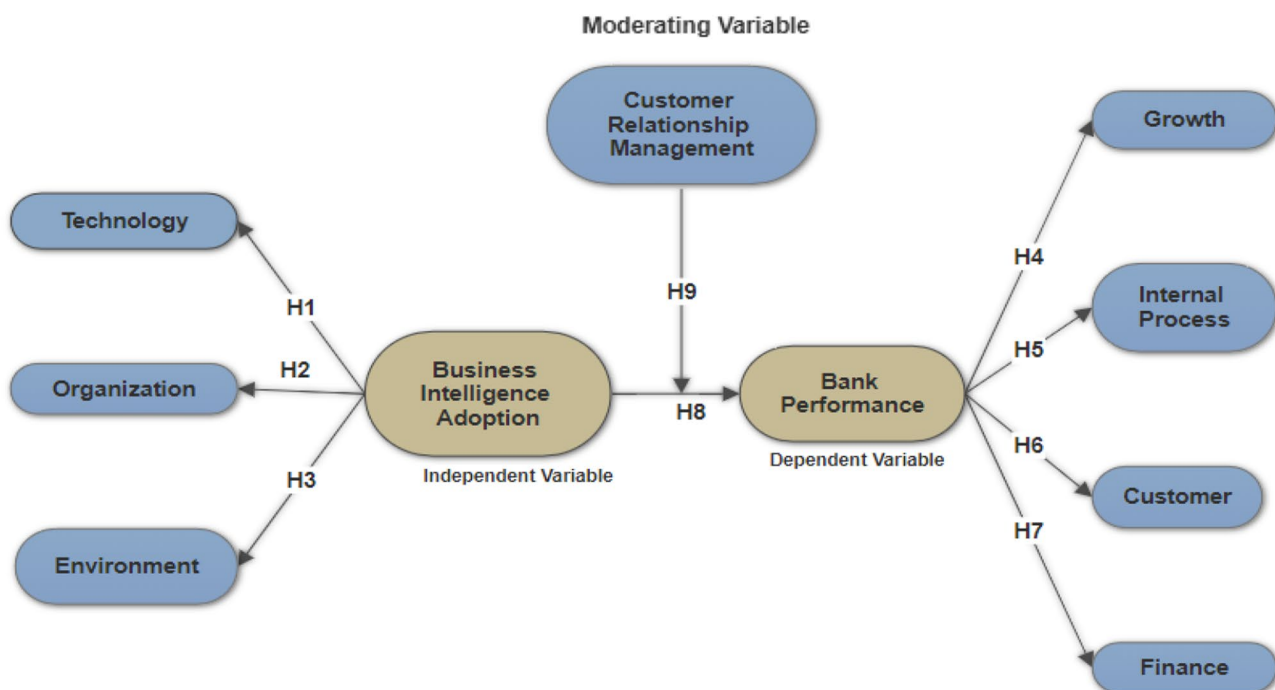 Moderating Variable
Customer
Relationship
Management
Growth
Technology
H4
H9
Internal
Process
H1
H5
H2
Organization
Business
Intelligence
Adoption
Bank
Performance
H8
H6
Independent Variable
Dependent Variable
H3
Customer
H7
Environment
Finance